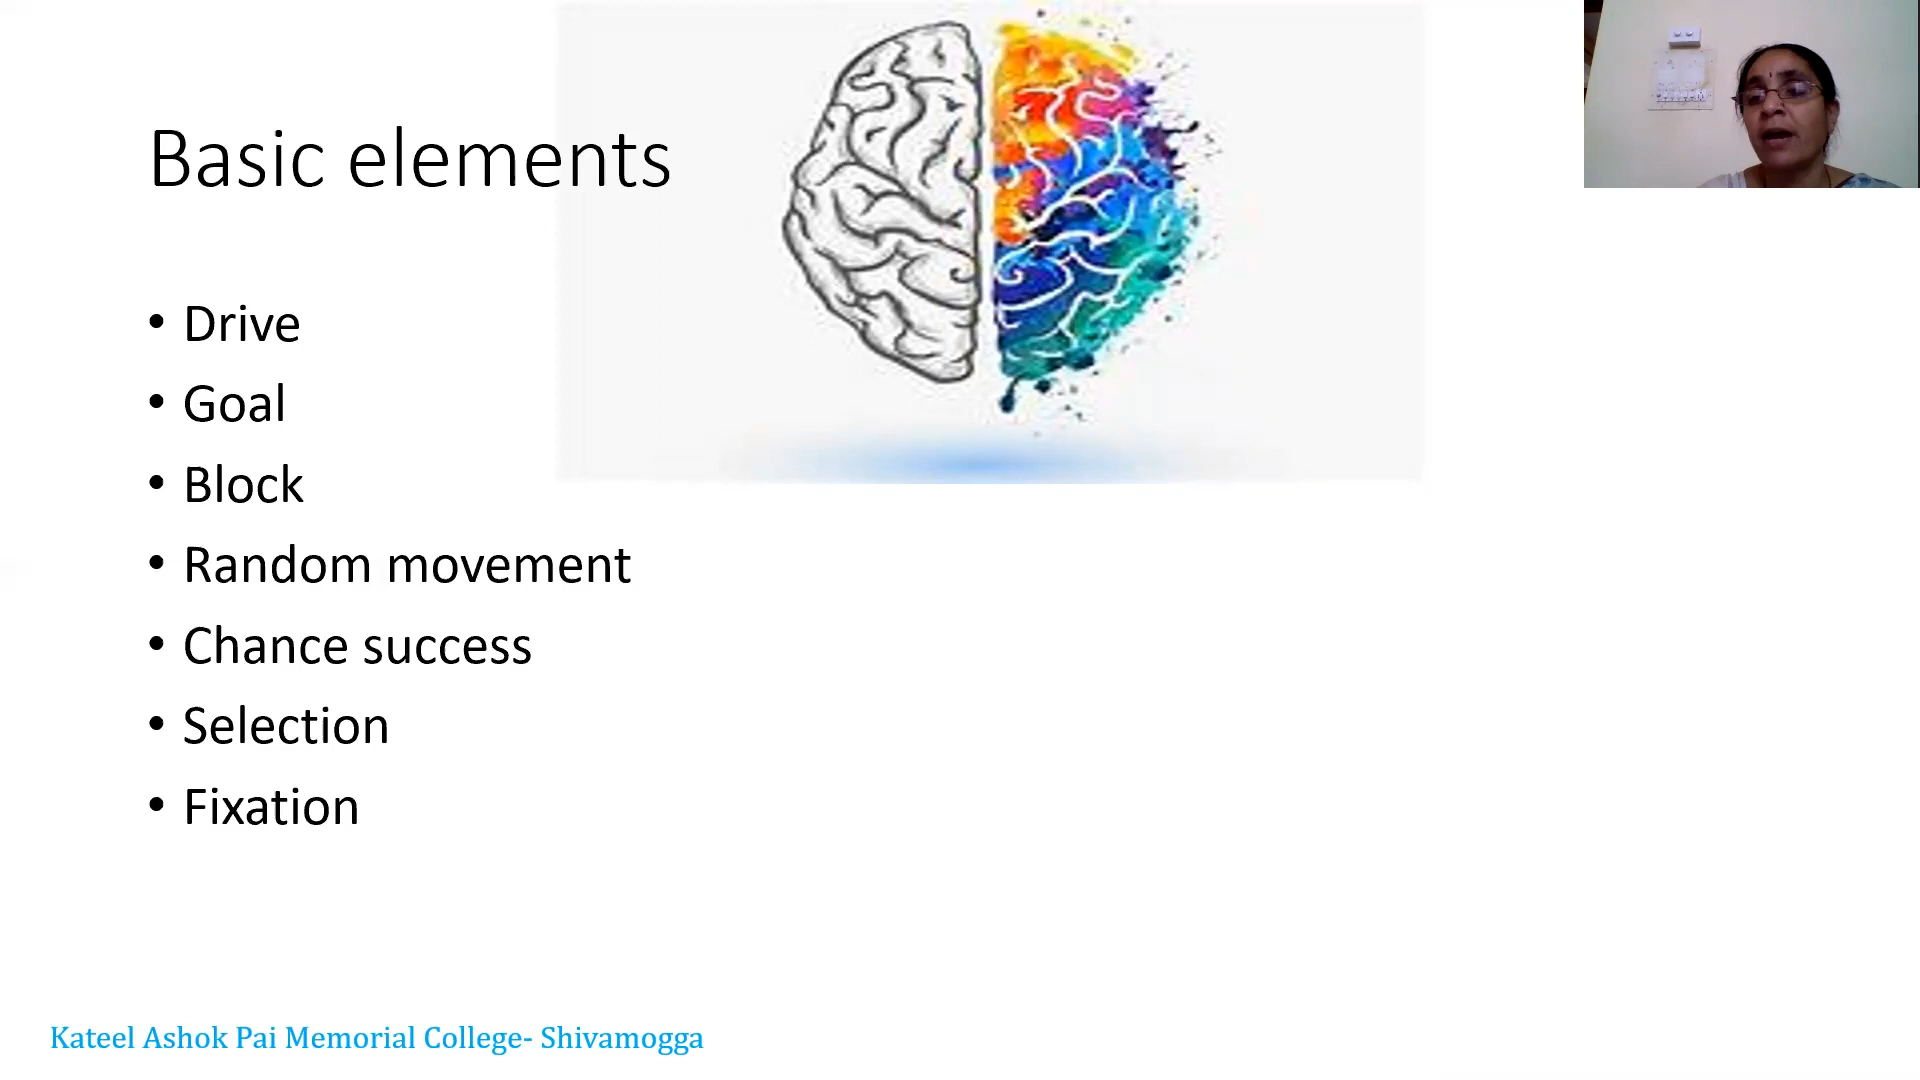 Basic elements
• Drive
• Goal
• Block
• Random movement
• Chance success
• Selection
• Fixation
Kateel Ashok Pai Memorial College- Shivamogga